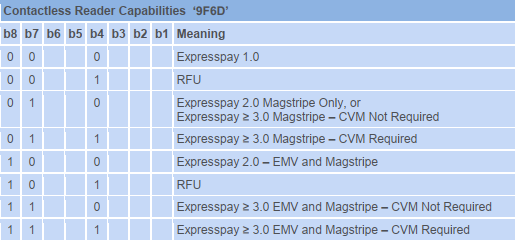 Contactless Reader Capabilities '9F6D'
b8 b7 b6 b5 b4 b3 b2 b1 Meaning
0 0 0 Expresspay 1.0
0 0 1 RFU
0 1 0 Expresspay 2.0 Magstripe Only, or
Expresspay ≥ 3.0 Magstripe – CVM Not Required
0 1 1 Expresspay ≥ 3.0 Magstripe – CVM Required
1 0 0 Expresspay 2.0 – EMV and Magstripe
1 0 1 RFU
1 1 0 Expresspay ≥ 3.0 EMV and Magstripe – CVM Not Required
1 1 1 Expresspay ≥ 3.0 EMV and Magstripe – CVM Required